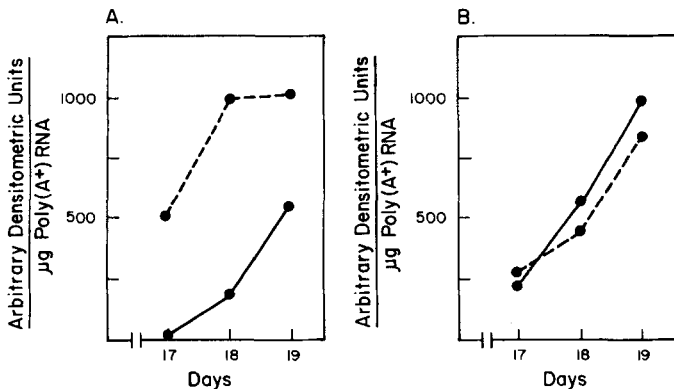 A.
Arbitrary Densitometric Units
μg Poly(A+) RNA
1000
500
17 18 19
Days
B.
Arbitrary Densitometric Units
μg Poly(A+) RNA
1000
500
17 18 19
Days